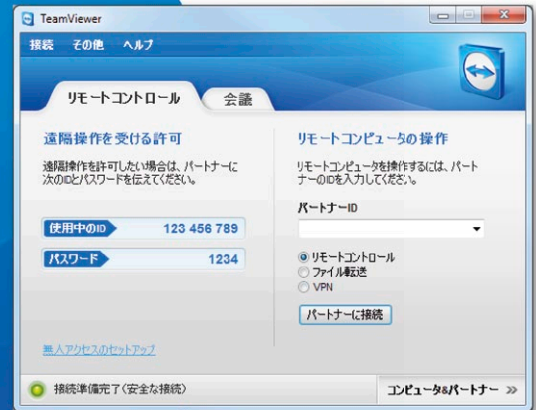 TeamViewer
接続 その他 ヘルプ
リモートコントロール 会議
遠隔操作を受ける許可
遠隔操作を許可したい場合は、パートナーに
次のIDとパスワードを伝えてください。
使用中のID 123 456 789
パスワード 1234
無人アクセスのセットアップ
リモートコンピュータの操作
リモートコンピュータを操作するには、パート
ナーのIDを入力してください。
パートナーID
リモートコントロール
ファイル転送
VPN
パートナーに接続
接続準備完了(安全な接続)
コンピュータ&パートナー >>